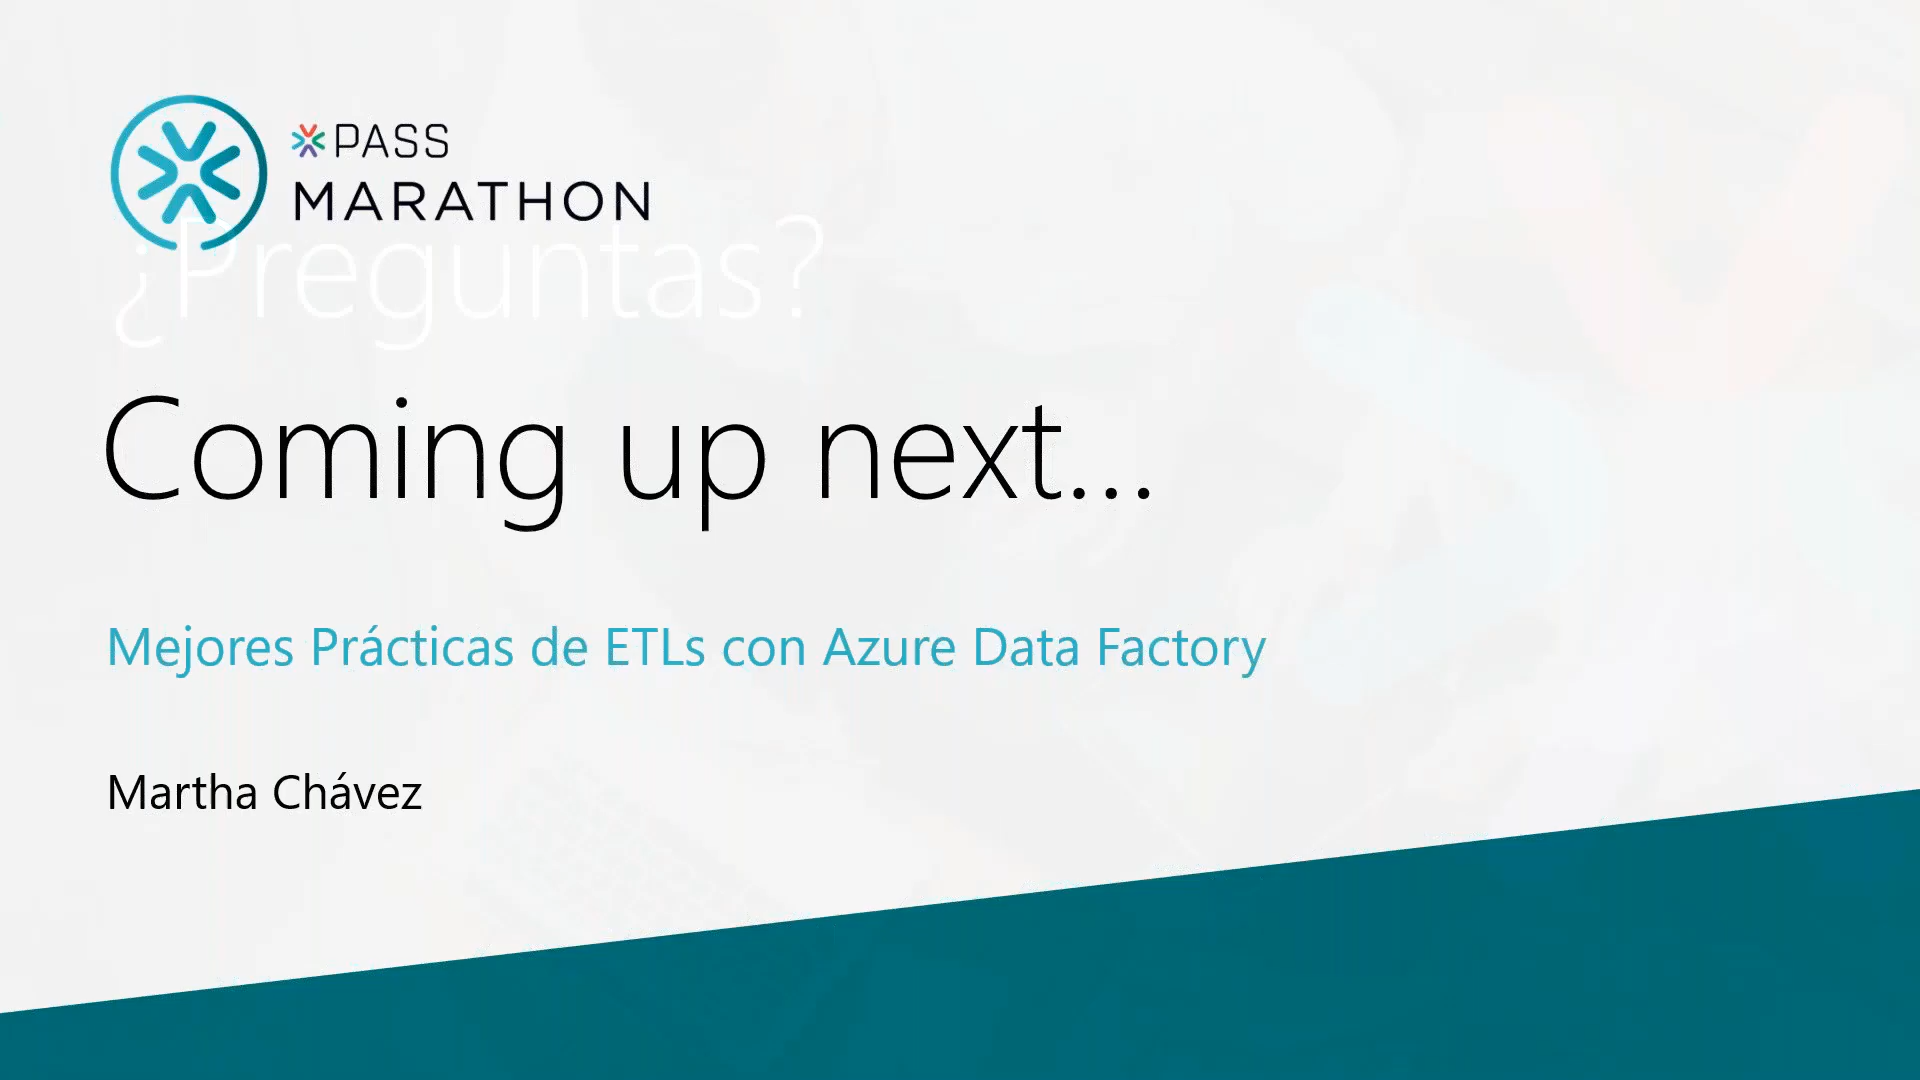 PASS
MARATHON
¿Preguntas?
Coming up next...
Mejores Prácticas de ETLs con Azure Data Factory
Martha Chávez